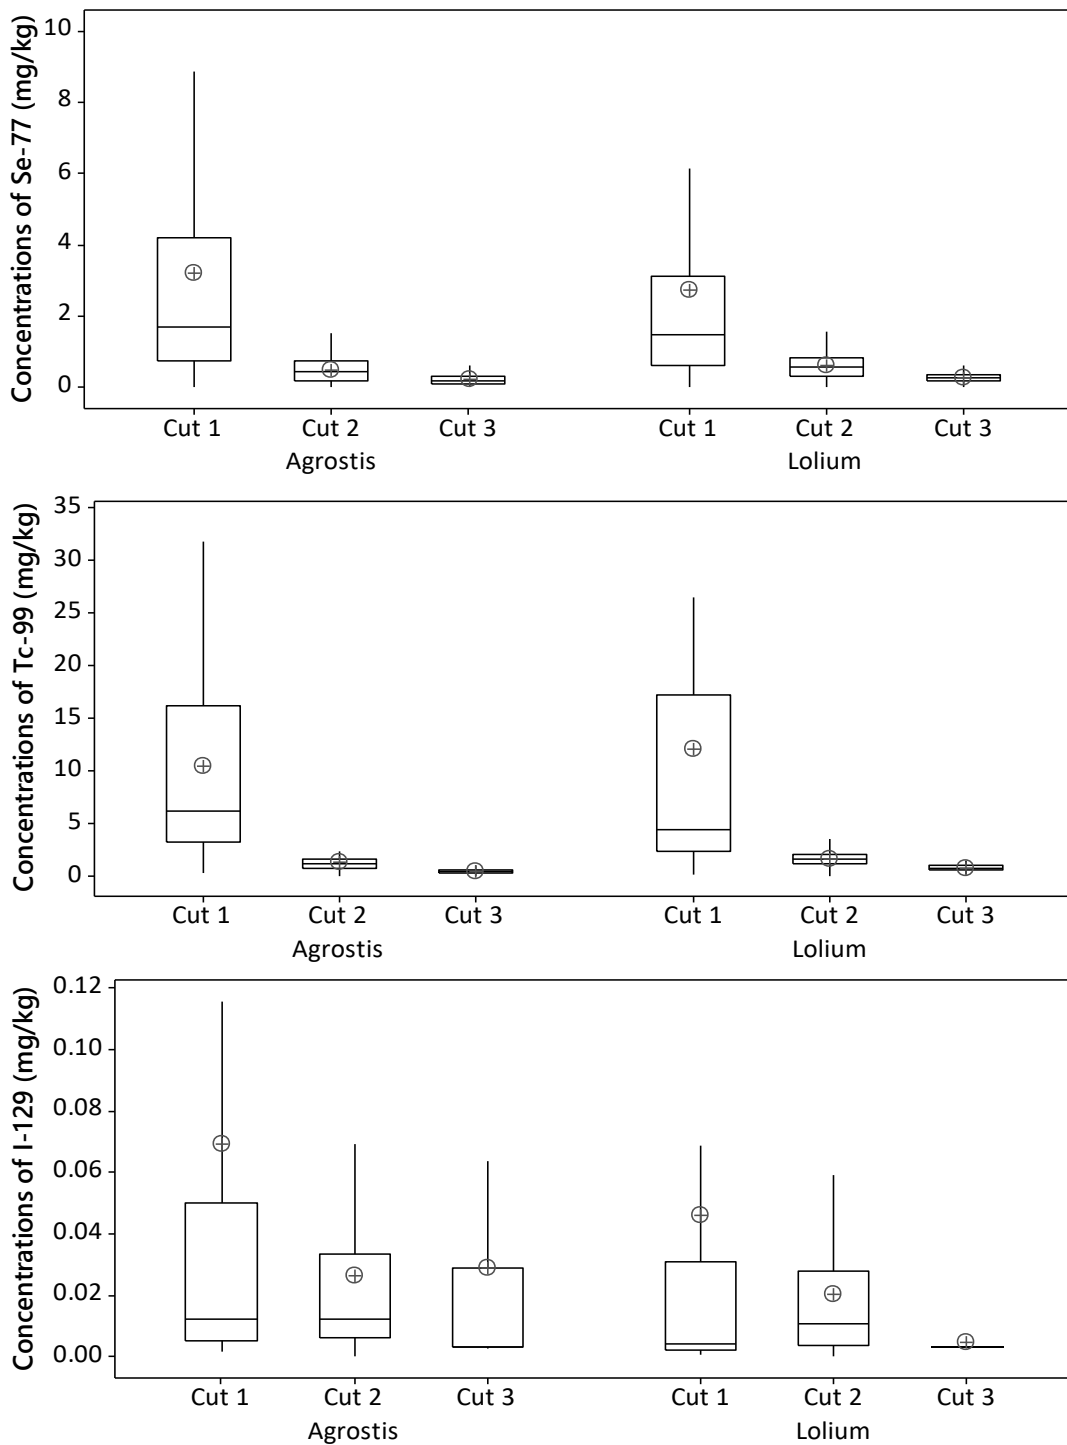 Concentrations of Se-77 (mg/kg)
10
8
6
4
2
0
Cut 1 Cut 2 Cut 3 Cut 1 Cut 2 Cut 3
Agrostis Lolium
Concentrations of Tc-99 (mg/kg)
35
30
25
20
15
10
5
0
Cut 1 Cut 2 Cut 3 Cut 1 Cut 2 Cut 3
Agrostis Lolium
Concentrations of I-129 (mg/kg)
0.12
0.10
0.08
0.06
0.04
0.02
0.00
Cut 1 Cut 2 Cut 3 Cut 1 Cut 2 Cut 3
Agrostis Lolium